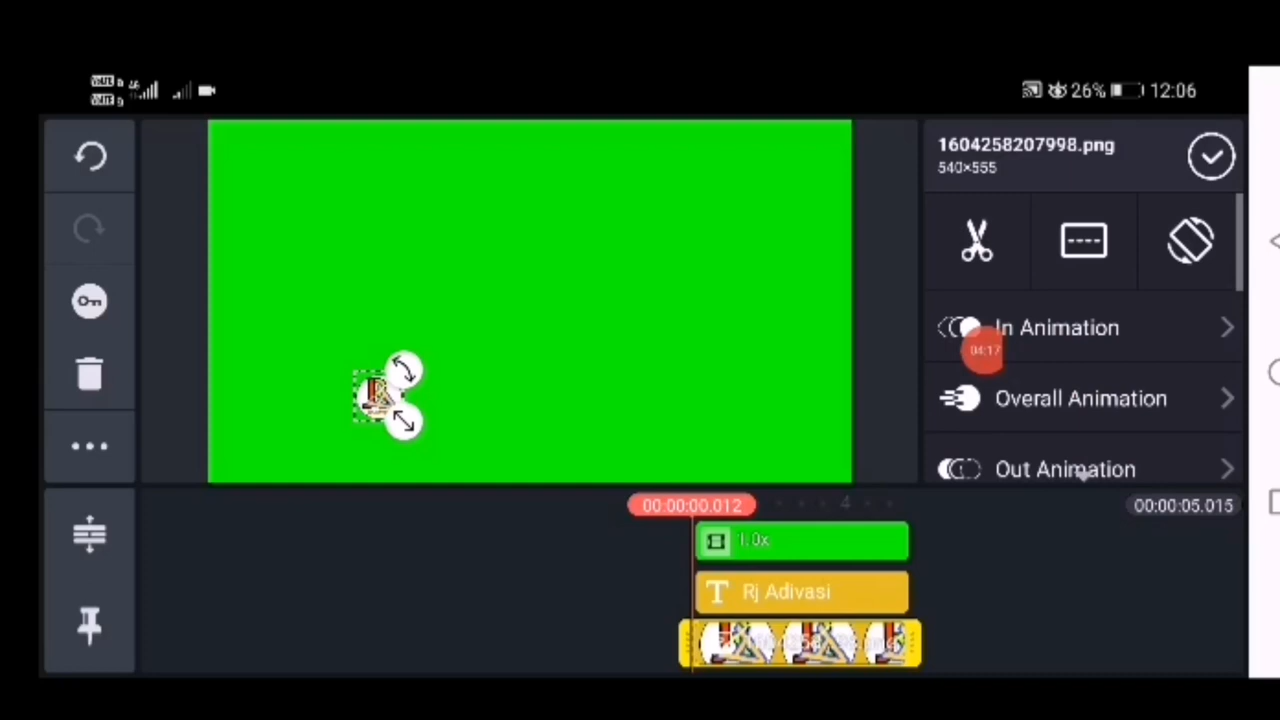 26% 12:06
1604258207998.png
540×555
In Animation
04:17
Overall Animation
Out Animation
00:00:00.012
4
00:00:05.015
1.0x
T Rj Adivasi